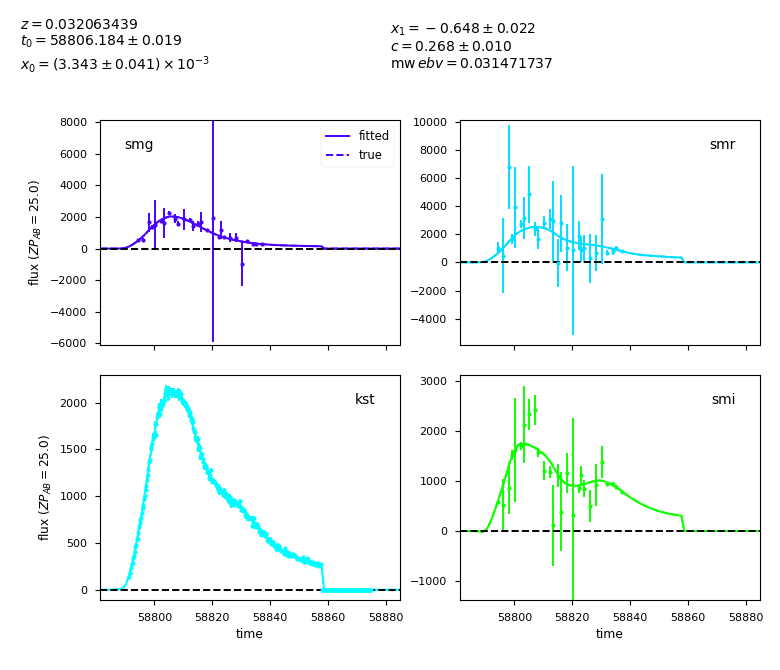 z = 0.032063439
t0 = 58806.184 ± 0.019
x0 = (3.343 ± 0.041) × 10^−3
x1 = −0.648 ± 0.022
c = 0.268 ± 0.010
mw ebv = 0.031471737
8000
6000
4000
2000
0
−2000
−4000
−6000
flux (ZP_AB = 25.0)
smg
fitted
true
10000
8000
6000
4000
2000
0
−2000
−4000
smr
2000
1500
1000
500
0
flux (ZP_AB = 25.0)
kst
58800 58820 58840 58860 58880
time
3000
2000
1000
0
−1000
smi
58800 58820 58840 58860 58880
time